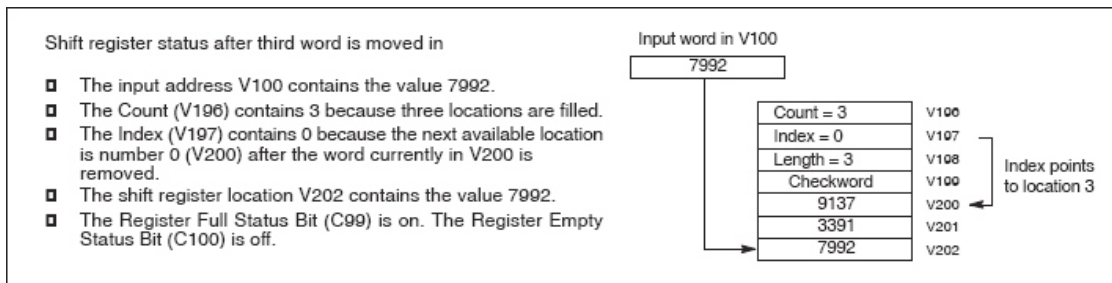 Shift register status after third word is moved in
The input address V100 contains the value 7992.
The Count (V196) contains 3 because three locations are filled.
The Index (V197) contains 0 because the next available location
is number 0 (V200) after the word currently in V200 is
removed.
The shift register location V202 contains the value 7992.
The Register Full Status Bit (C99) is on. The Register Empty
Status Bit (C100) is off.
Input word in V100
7992
Count = 3 V196
Index = 0 V197
Length = 3 V198
Checkword V199
9137 V200
3391 V201
7992 V202
Index points
to location 3